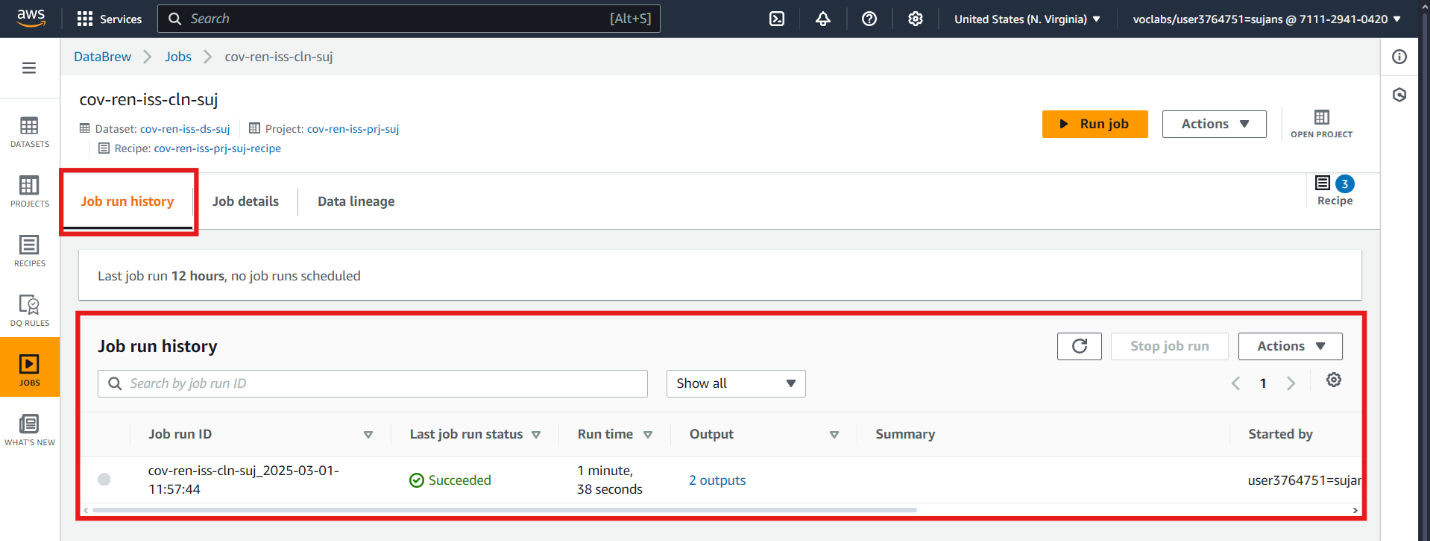 aws
Services
Search
[Alt+S]
United States (N. Virginia)
voclabs/user3764751=sujans @ 7111-2941-0420
DataBrew
Jobs
cov-ren-iss-cln-suj
cov-ren-iss-cln-suj
Dataset: cov-ren-iss-ds-suj
Project: cov-ren-iss-prj-suj
Recipe: cov-ren-iss-prj-suj-recipe
Run job
Actions
OPEN PROJECT
DATASETS
PROJECTS
RECIPES
DQ RULES
JOBS
WHAT'S NEW
Job run history
Job details
Data lineage
3
Recipe
Last job run 12 hours, no job runs scheduled
Job run history
Stop job run
Actions
Search by job run ID
Show all
1
Job run ID
Last job run status
Run time
Output
Summary
Started by
cov-ren-iss-cln-suj_2025-03-01-
11:57:44
Succeeded
1 minute,
38 seconds
2 outputs
user3764751=sujan